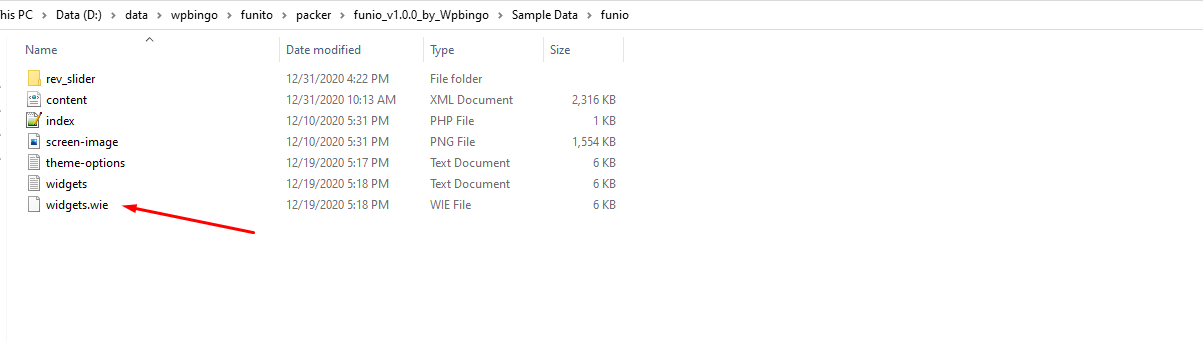 his PC > Data (D:) > data > wpbingo > funito > packer > funio_v1.0.0_by_Wpbingo > Sample Data > funio
Name Date modified Type Size
rev_slider 12/31/2020 4:22 PM File folder
content 12/31/2020 10:13 AM XML Document 2,316 KB
index 12/10/2020 5:31 PM PHP File 1 KB
screen-image 12/10/2020 5:31 PM PNG File 1,554 KB
theme-options 12/19/2020 5:17 PM Text Document 6 KB
widgets 12/19/2020 5:18 PM Text Document 6 KB
widgets.wie 12/19/2020 5:18 PM WIE File 6 KB